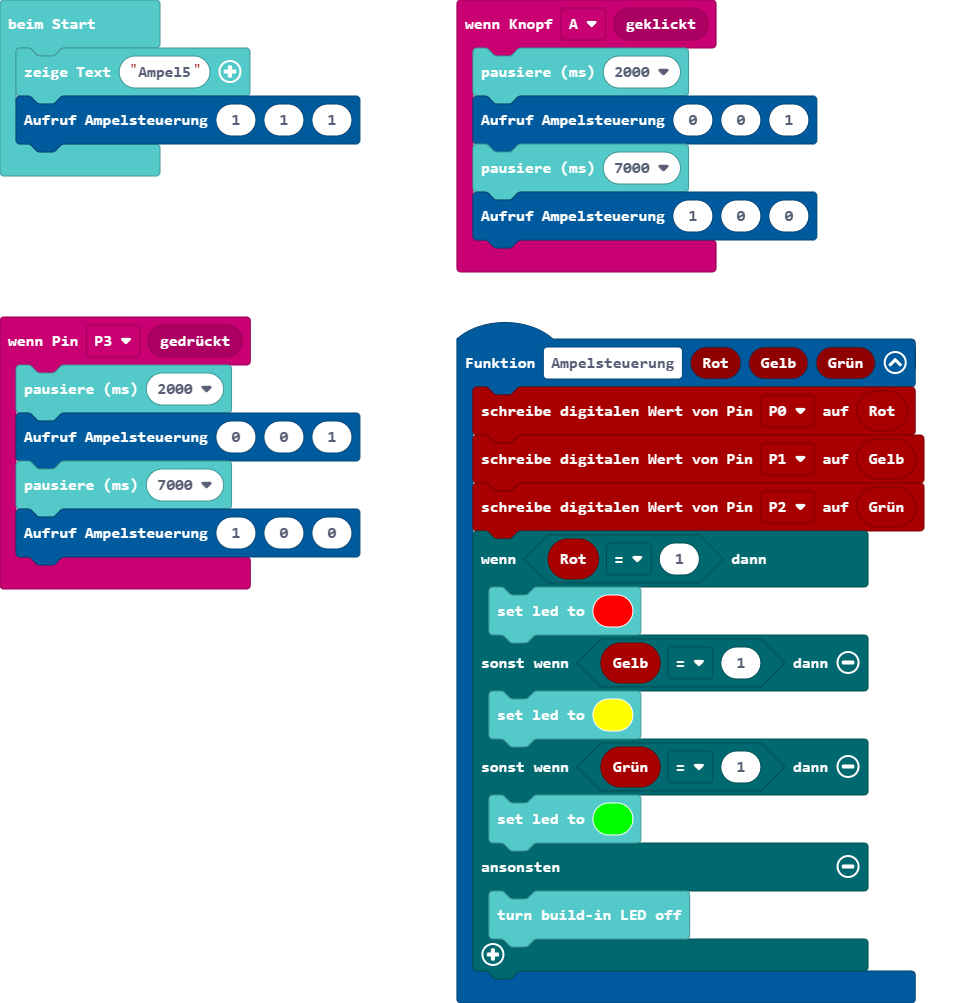 beim Start
zeige Text "Ampel5"
Aufruf Ampelsteuerung 1 1 1
wenn Knopf A geklickt
pausiere (ms) 2000
Aufruf Ampelsteuerung 0 0 1
pausiere (ms) 7000
Aufruf Ampelsteuerung 1 0 0
wenn Pin P3 gedrückt
pausiere (ms) 2000
Aufruf Ampelsteuerung 0 0 1
pausiere (ms) 7000
Aufruf Ampelsteuerung 1 0 0
Funktion Ampelsteuerung Rot Gelb Grün
schreibe digitalen Wert von Pin P0 auf Rot
schreibe digitalen Wert von Pin P1 auf Gelb
schreibe digitalen Wert von Pin P2 auf Grün
wenn Rot = 1 dann
set led to
sonst wenn Gelb = 1 dann
set led to
sonst wenn Grün = 1 dann
set led to
ansonsten
turn build-in LED off